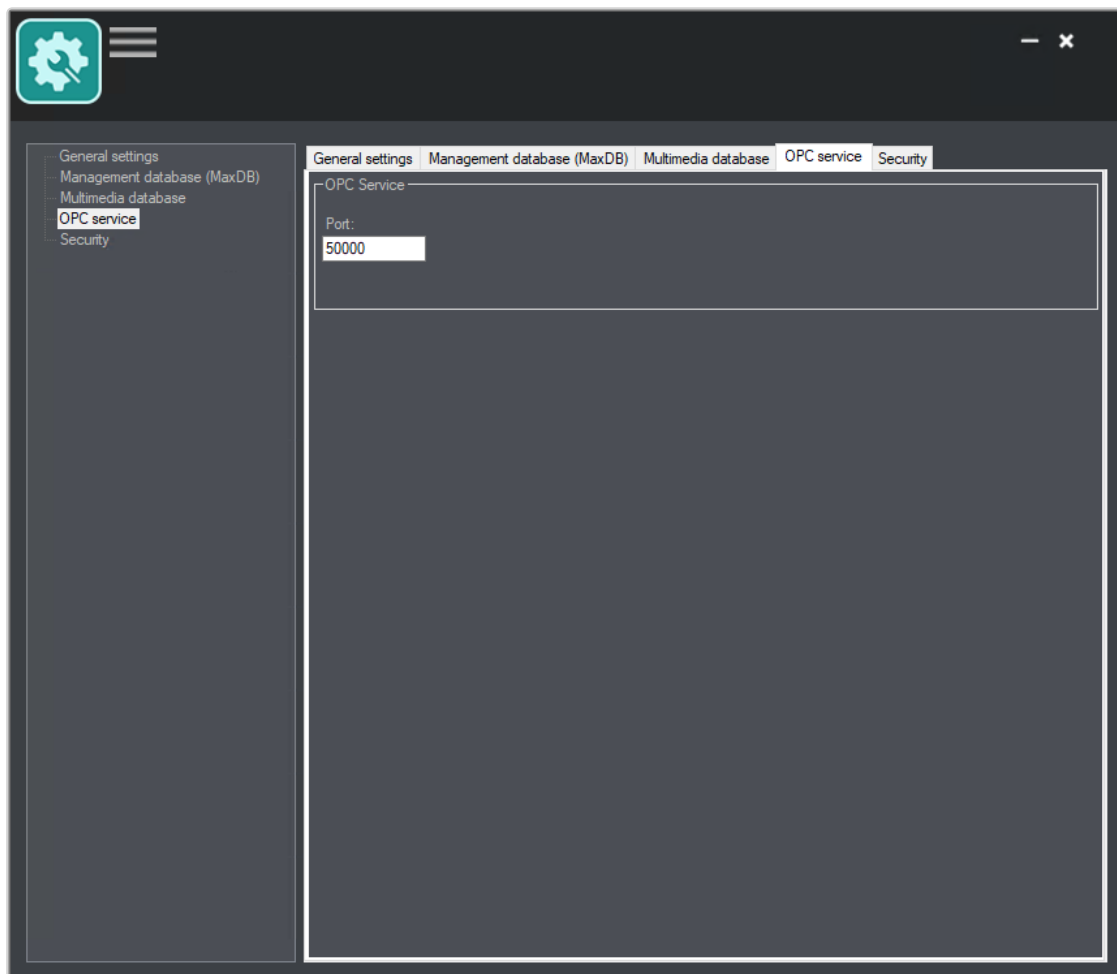 General settings
Management database (MaxDB)
Multimedia database
OPC service
Security
General settings Management database (MaxDB) Multimedia database OPC service Security
OPC Service
Port:
50000